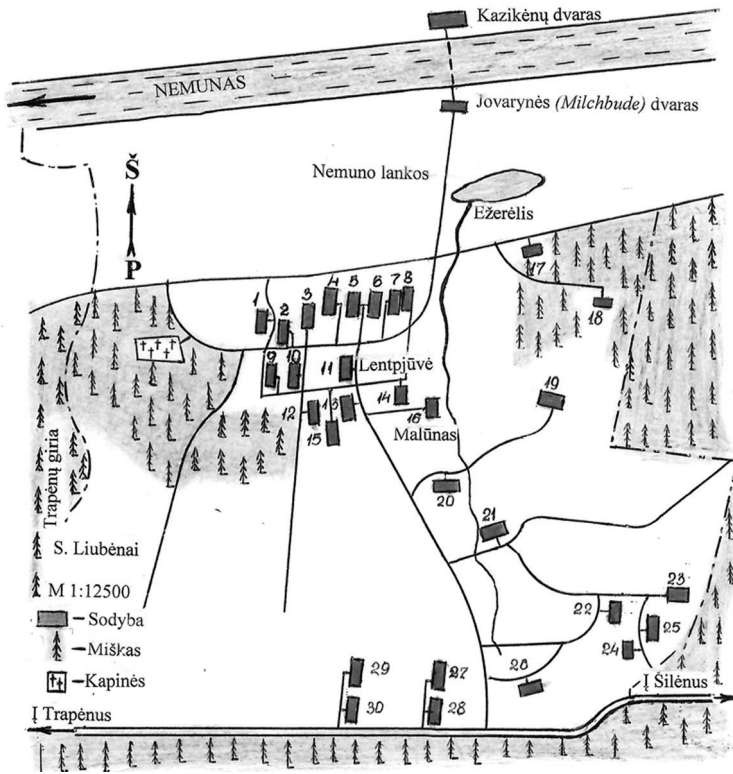 Kazikėnų dvaras
NEMUNAS
Jovarynės (Milchbude) dvaras
Š
Nemuno lankos
Ežerėlis
P
17
18
4
5
6
7
8
3
1
2
9
10
11
Lentpjūvė
19
12
13
14
16
15
Malūnas
Trapėnų giria
20
21
S. Liubėnai
M 1:12500
23
22
25
24
- Sodyba
- Miškas
- Kapinės
26
29
27
30
28
Į Trapėnus
Į Šilėnus